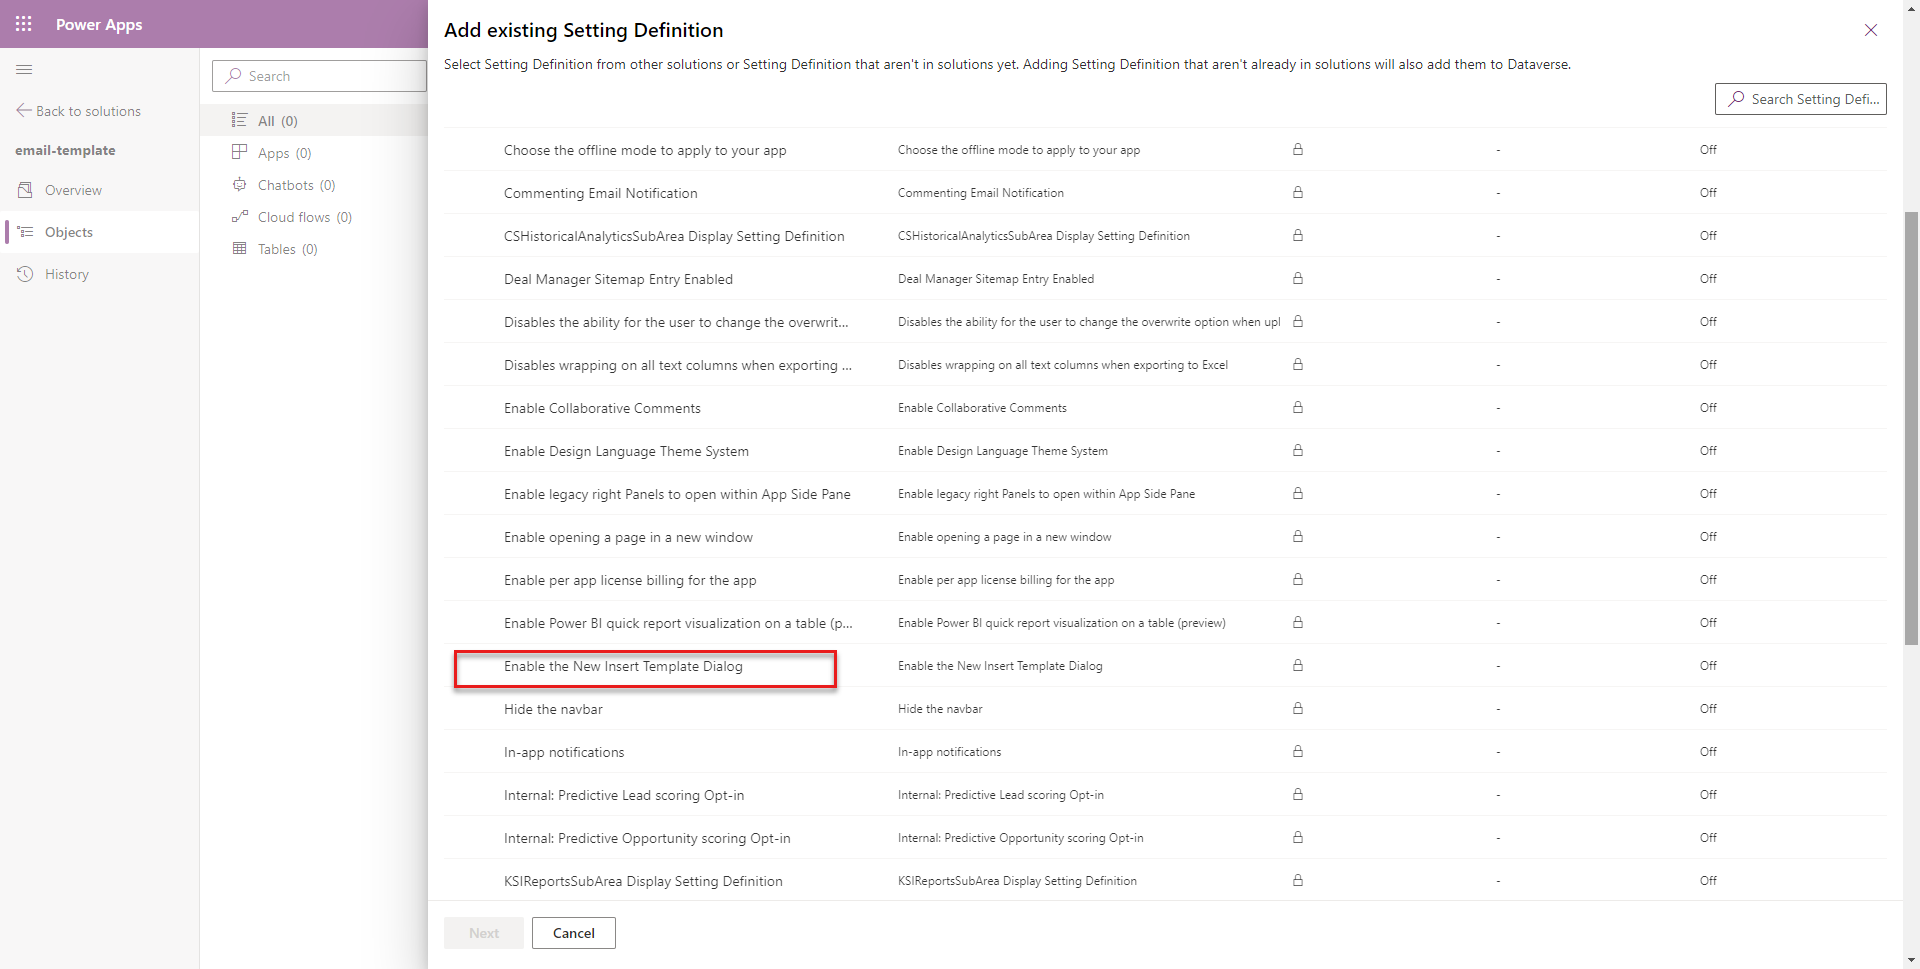 Power Apps
Back to solutions
email-template
Overview
Objects
History
Search
All (0)
Apps (0)
Chatbots (0)
Cloud flows (0)
Tables (0)
Add existing Setting Definition
Select Setting Definition from other solutions or Setting Definition that aren't in solutions yet. Adding Setting Definition that aren't already in solutions will also add them to Dataverse.
Search Setting Defi...
Choose the offline mode to apply to your app Choose the offline mode to apply to your app - Off
Commenting Email Notification Commenting Email Notification - Off
CSHistoricalAnalyticsSubArea Display Setting Definition CSHistoricalAnalyticsSubArea Display Setting Definition - Off
Deal Manager Sitemap Entry Enabled Deal Manager Sitemap Entry Enabled - Off
Disables the ability for the user to change the overwrit... Disables the ability for the user to change the overwrite option when upl - Off
Disables wrapping on all text columns when exporting ... Disables wrapping on all text columns when exporting to Excel - Off
Enable Collaborative Comments Enable Collaborative Comments - Off
Enable Design Language Theme System Enable Design Language Theme System - Off
Enable legacy right Panels to open within App Side Pane Enable legacy right Panels to open within App Side Pane - Off
Enable opening a page in a new window Enable opening a page in a new window - Off
Enable per app license billing for the app Enable per app license billing for the app - Off
Enable Power BI quick report visualization on a table (p... Enable Power BI quick report visualization on a table (preview) - Off
Enable the New Insert Template Dialog Enable the New Insert Template Dialog - Off
Hide the navbar Hide the navbar - Off
In-app notifications In-app notifications - Off
Internal: Predictive Lead scoring Opt-in Internal: Predictive Lead scoring Opt-in - Off
Internal: Predictive Opportunity scoring Opt-in Internal: Predictive Opportunity scoring Opt-in - Off
KSIReportsSubArea Display Setting Definition KSIReportsSubArea Display Setting Definition - Off
Next Cancel